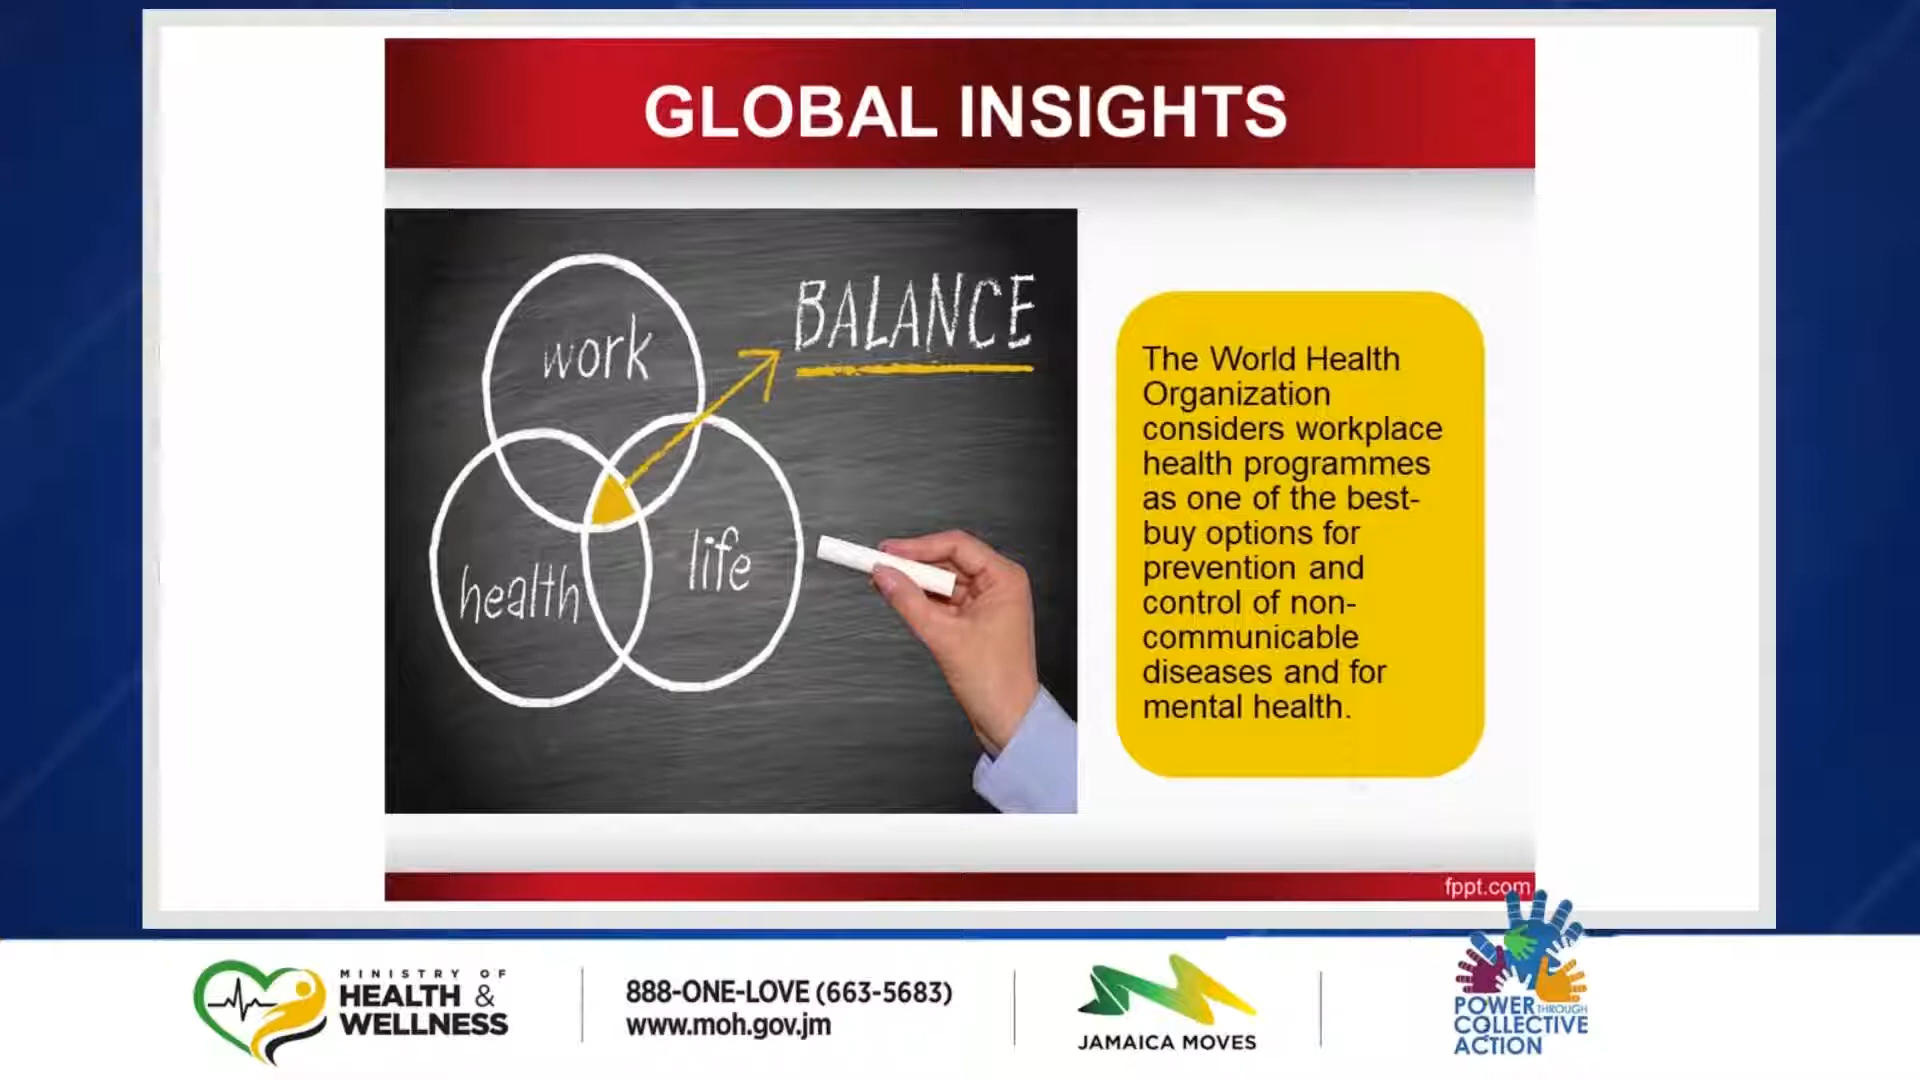 GLOBAL INSIGHTS
work
BALANCE
health
life
The World Health
Organization
considers workplace
health programmes
as one of the best-
buy options for
prevention and
control of non-
communicable
diseases and for
mental health.
fppt.com
MINISTRY OF
HEALTH &
WELLNESS
888-ONE-LOVE (663-5683)
www.moh.gov.jm
JAMAICA MOVES
POWER THROUGH
COLLECTIVE
ACTION